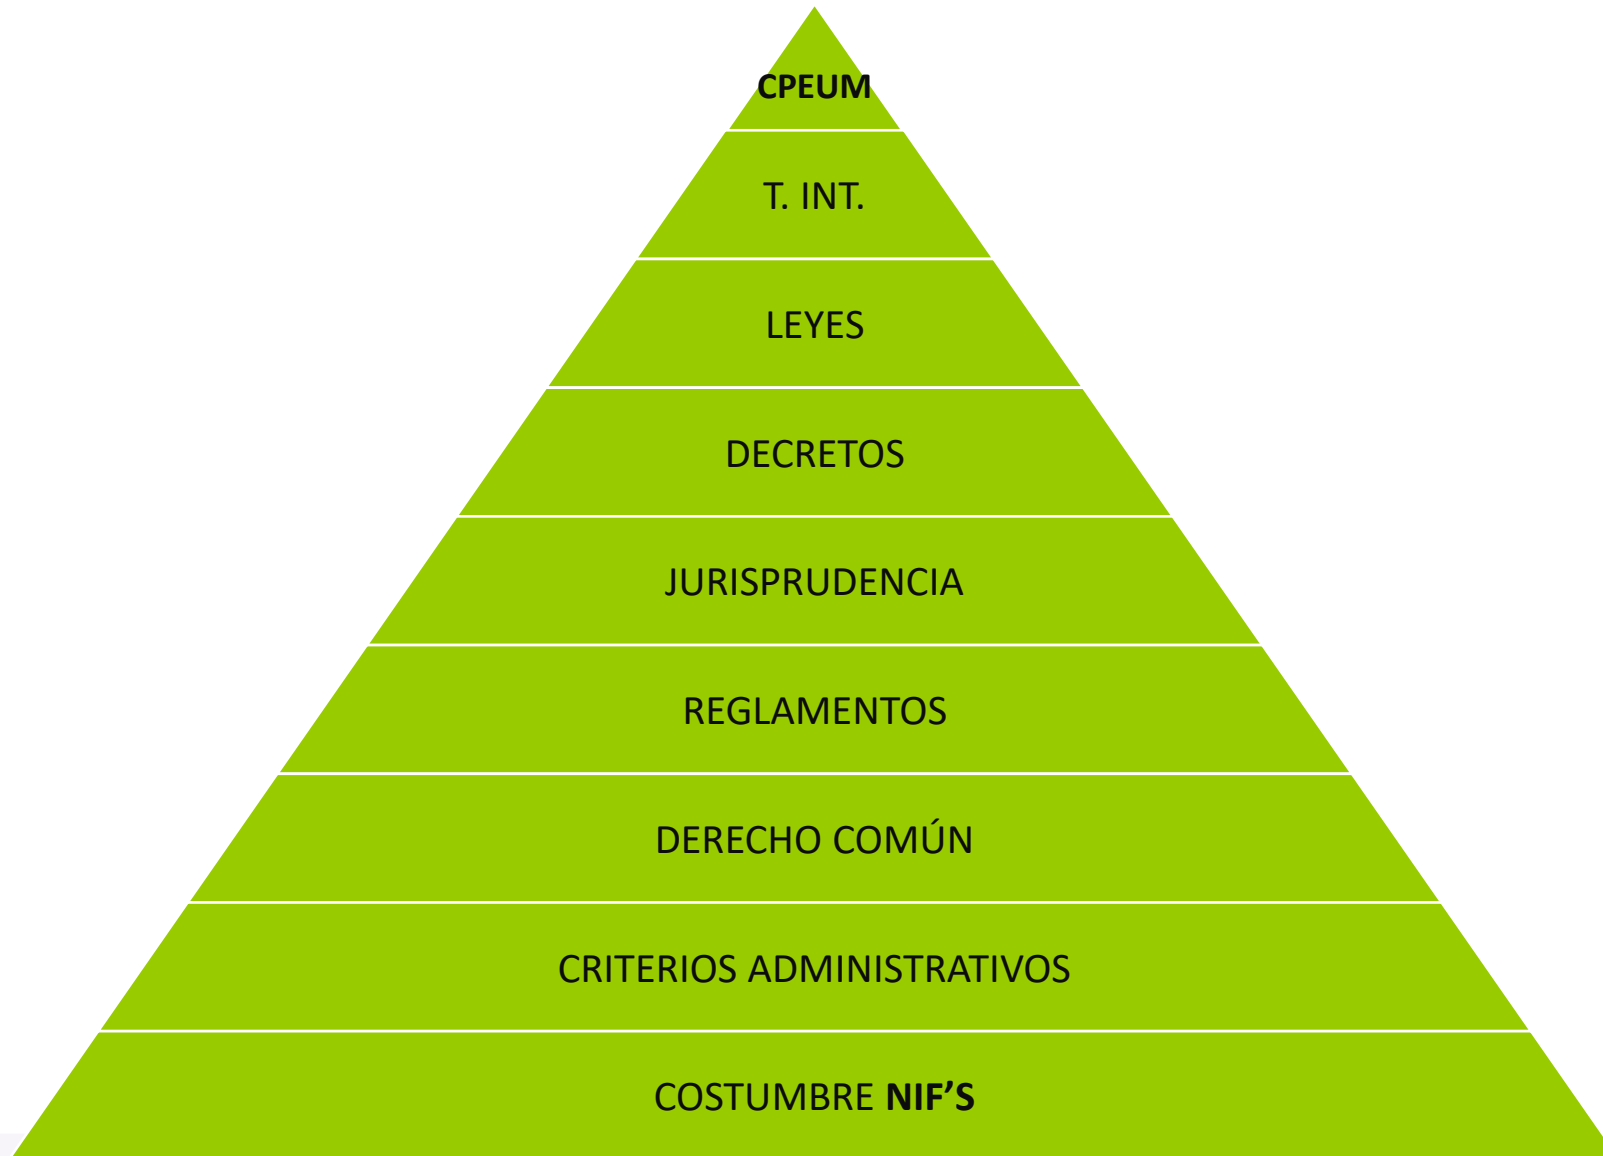 CPEUM
T. INT.
LEYES
DECRETOS
JURISPRUDENCIA
REGLAMENTOS
DERECHO COMÚN
CRITERIOS ADMINISTRATIVOS
COSTUMBRE NIF’S